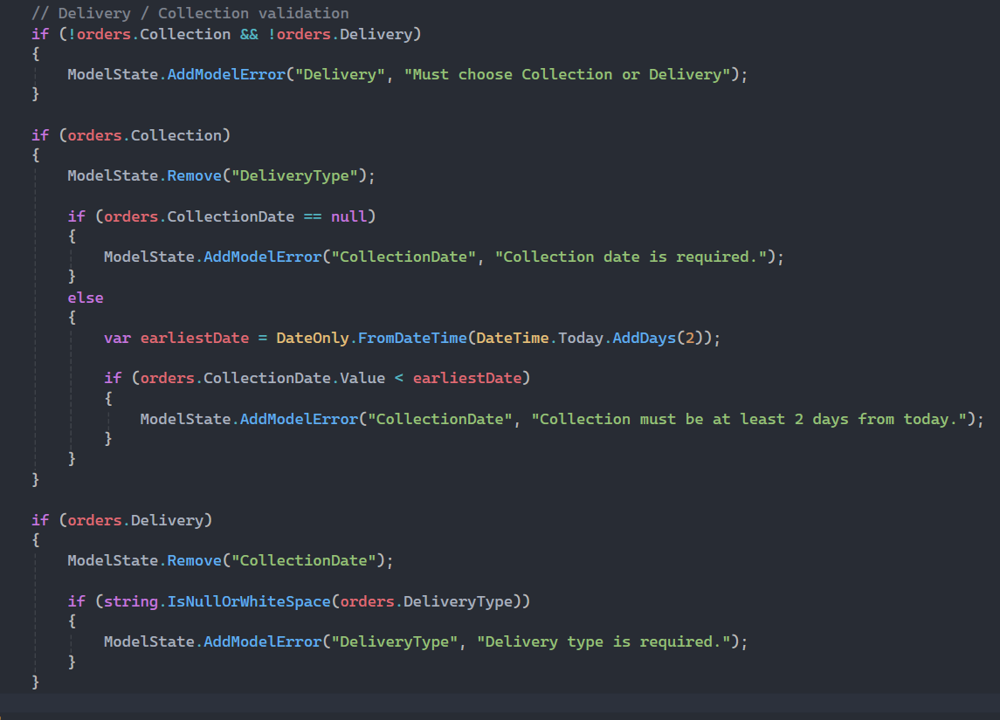 // Delivery / Collection validation
if (!orders.Collection && !orders.Delivery)
{
    ModelState.AddModelError("Delivery", "Must choose Collection or Delivery");
}

if (orders.Collection)
{
    ModelState.Remove("DeliveryType");

    if (orders.CollectionDate == null)
    {
        ModelState.AddModelError("CollectionDate", "Collection date is required.");
    }
    else
    {
        var earliestDate = DateOnly.FromDateTime(DateTime.Today.AddDays(2));

        if (orders.CollectionDate.Value < earliestDate)
        {
            ModelState.AddModelError("CollectionDate", "Collection must be at least 2 days from today.");
        }
    }
}

if (orders.Delivery)
{
    ModelState.Remove("CollectionDate");

    if (string.IsNullOrWhiteSpace(orders.DeliveryType))
    {
        ModelState.AddModelError("DeliveryType", "Delivery type is required.");
    }
}